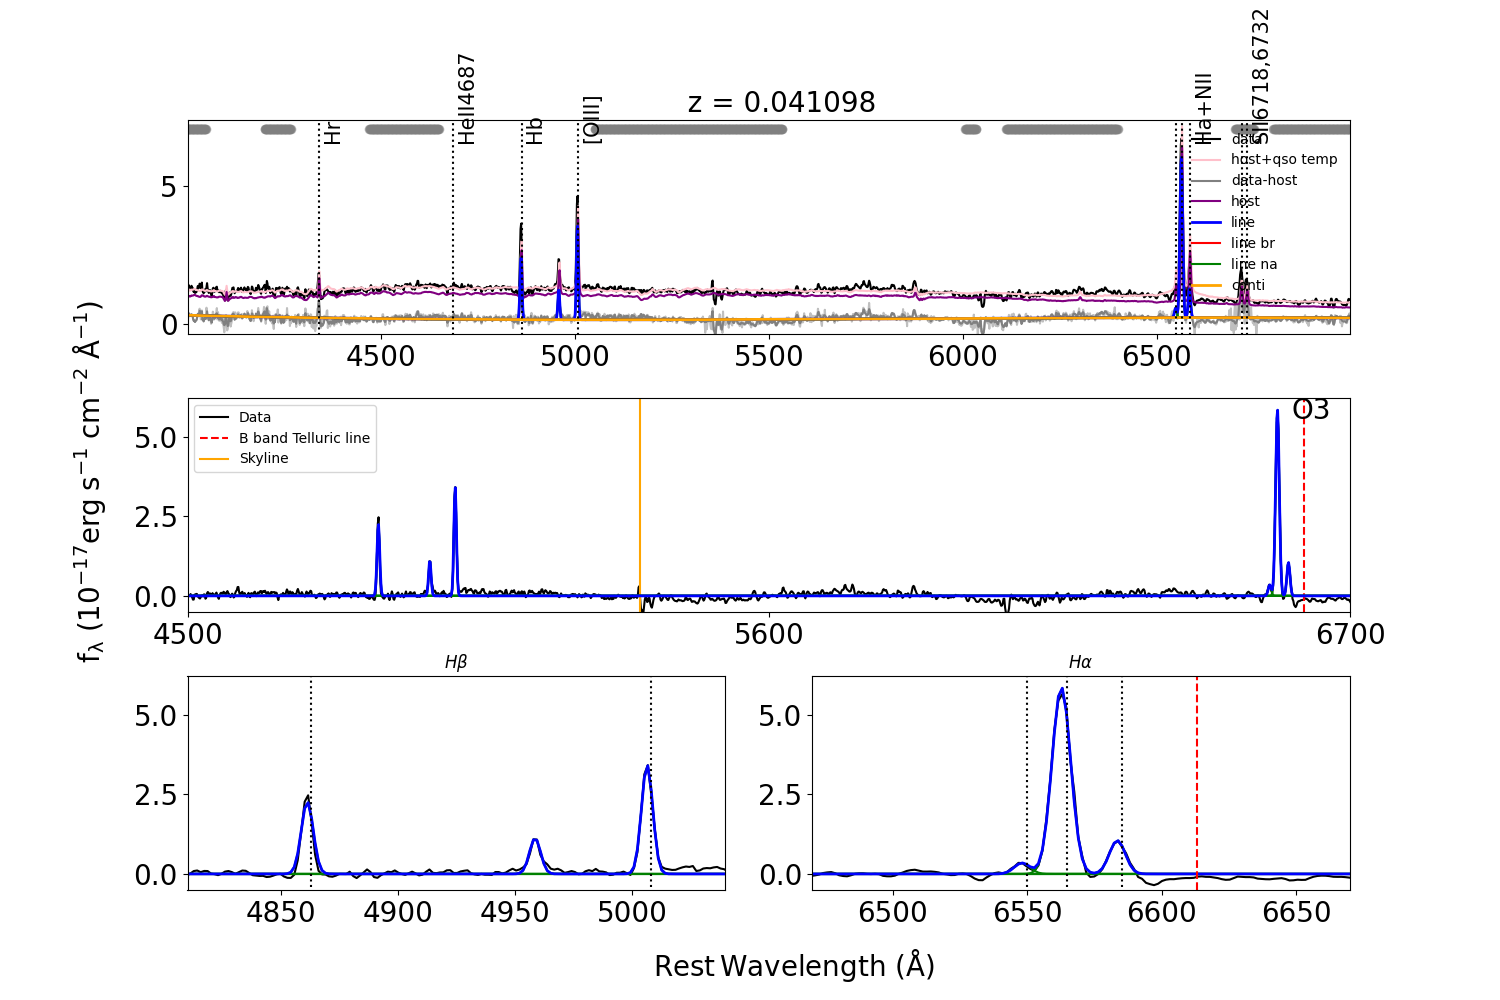 z = 0.041098
Hr
HeII4687
Hb
[OIII]
Ha+NII
SII6718,6732
data
host+qso temp
data-host
host
line
line br
line na
conti
5
0
4500 5000 5500 6000 6500
fλ (10⁻¹⁷erg s⁻¹ cm⁻² Å⁻¹)
Data
B band Telluric line
Skyline
O3
5.0
2.5
0.0
4500 5600 6700
Hβ
5.0
2.5
0.0
4850 4900 4950 5000
Hα
5.0
2.5
0.0
6500 6550 6600 6650
Rest Wavelength (Å)